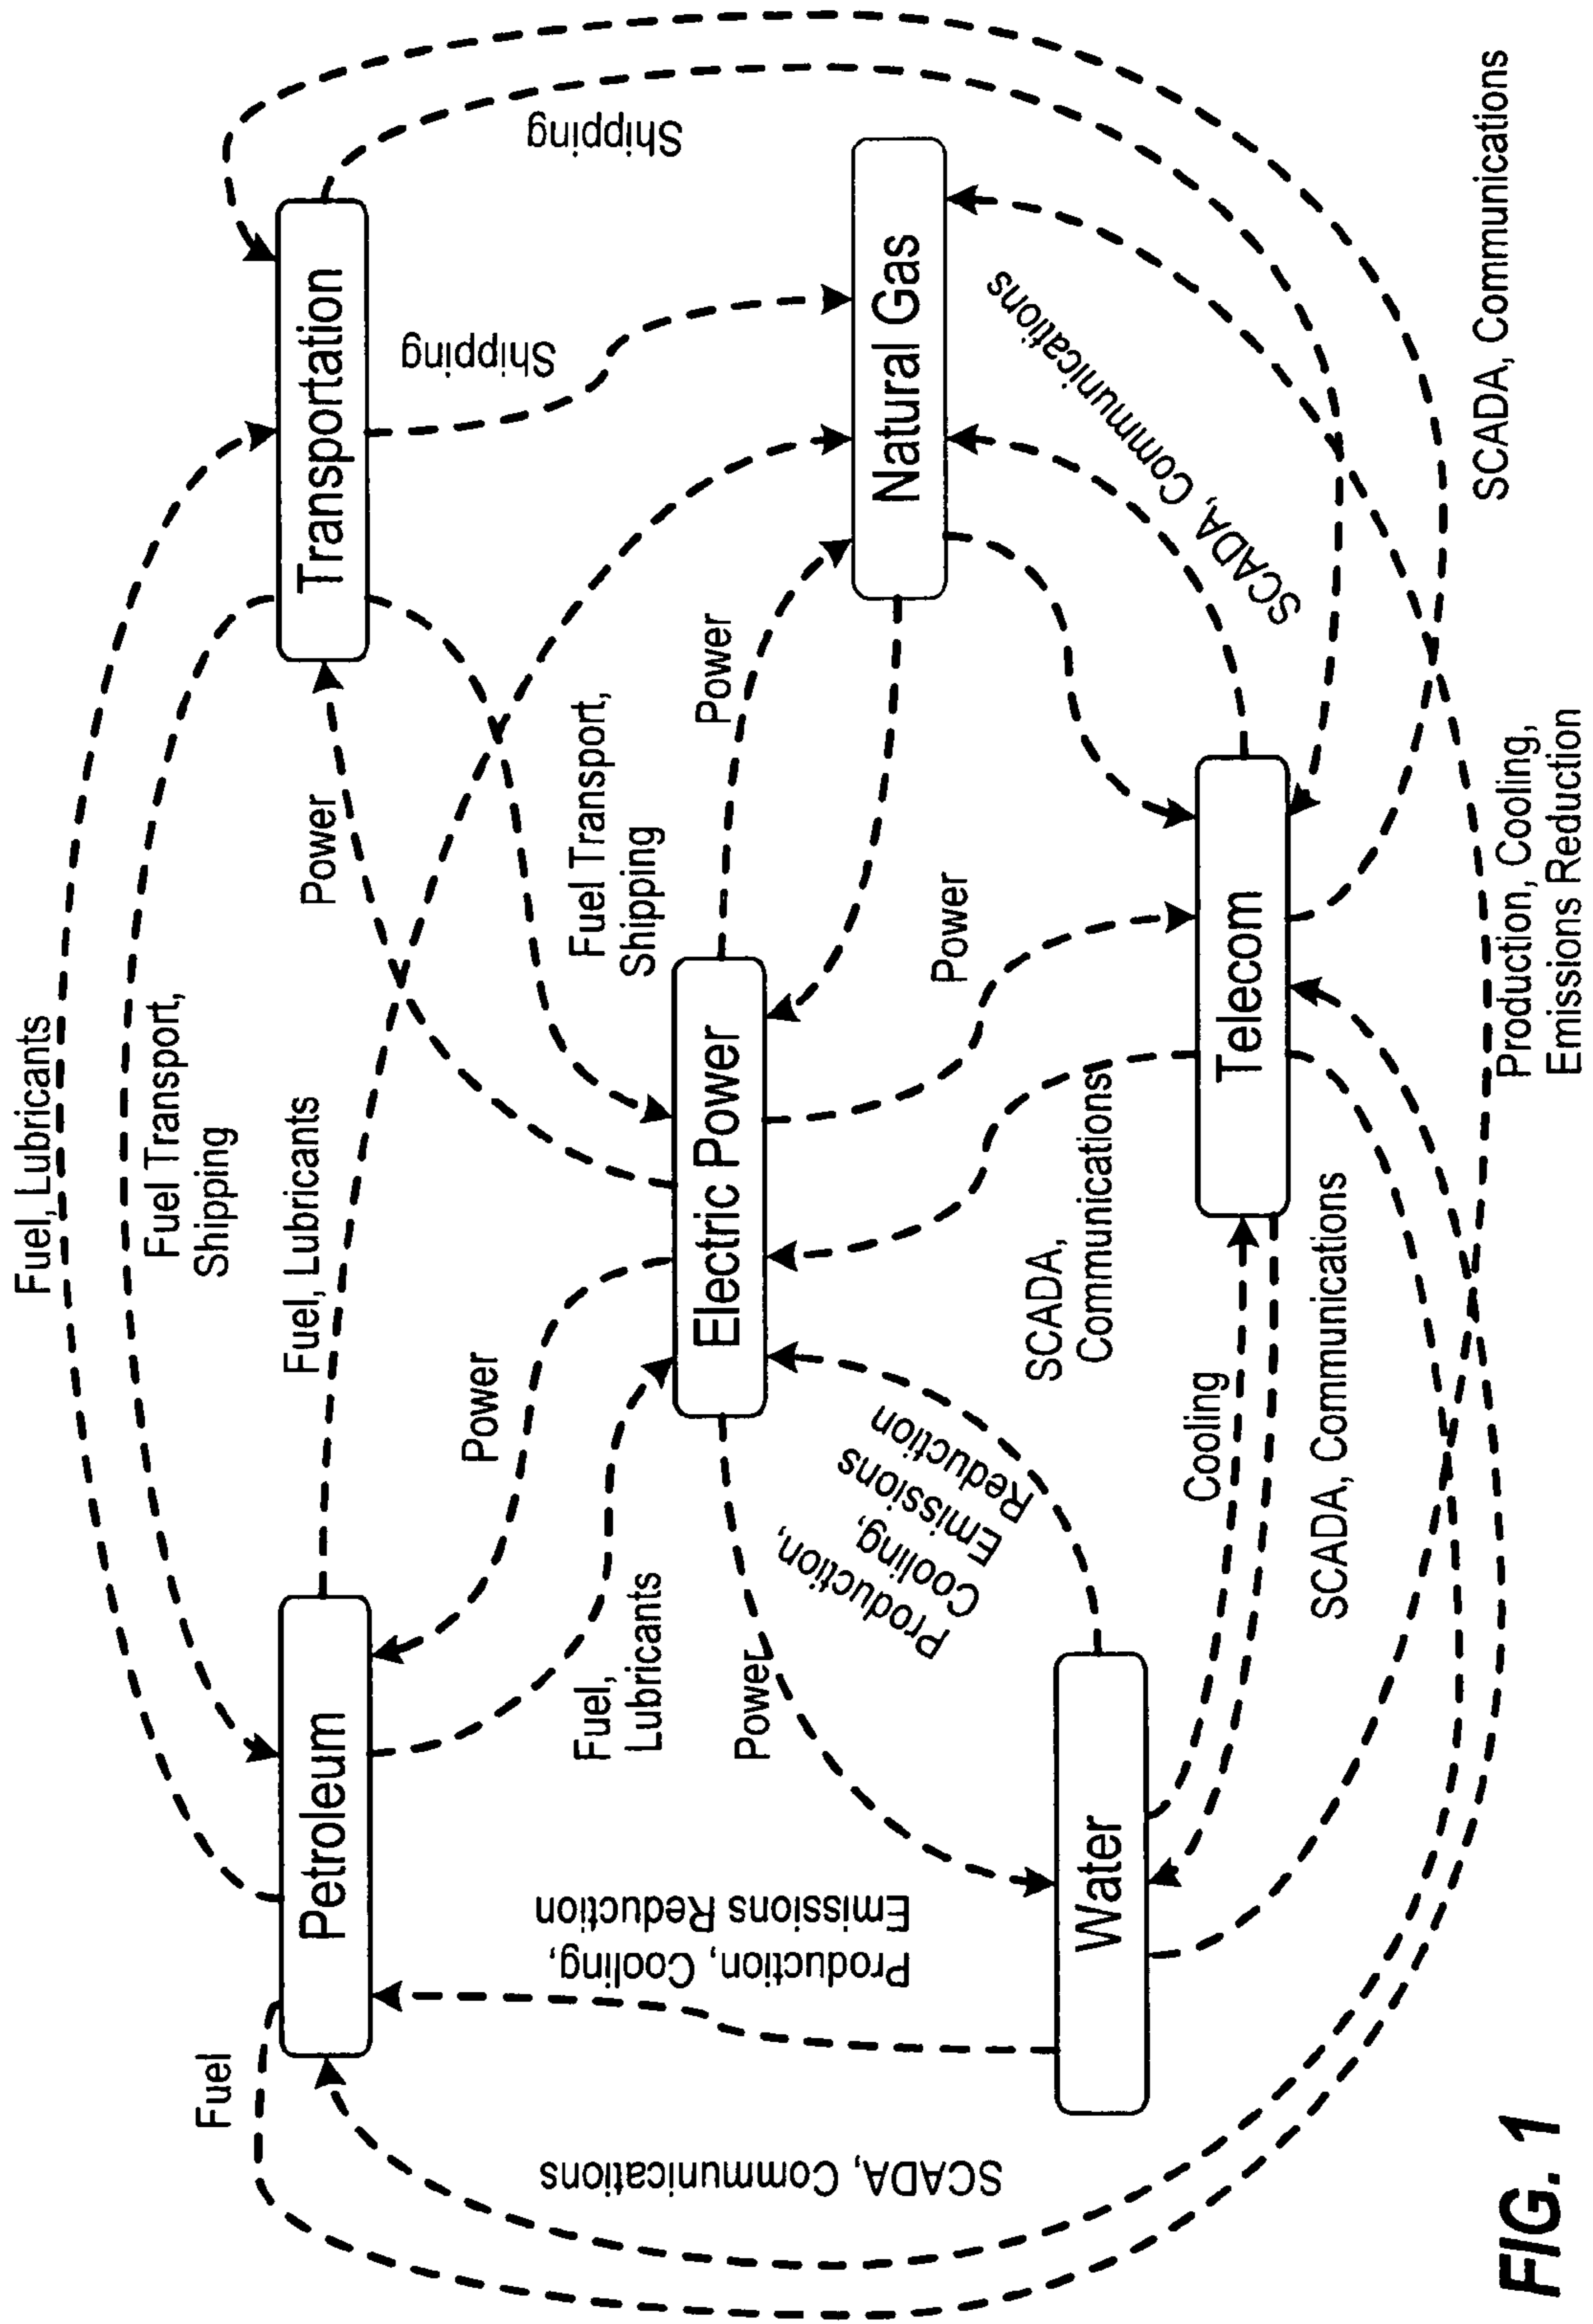 Fuel, Lubricants
Fuel Transport,
Shipping
Fuel
Petroleum
Fuel, Lubricants
Power
Transportation
Shipping
Shipping
Power
Fuel,
Lubricants
Fuel Transport,
Shipping
Production, Cooling,
Emissions Reduction
SCADA, Communications
Power
Electric Power
Power
Natural Gas
Production,
Cooling,
Emissions
Reduction
Power
SCADA, Communications
SCADA,
Communications
Water
Cooling
Telecom
SCADA, Communications
SCADA, Communications
Production, Cooling,
Emissions Reduction
FIG. 1